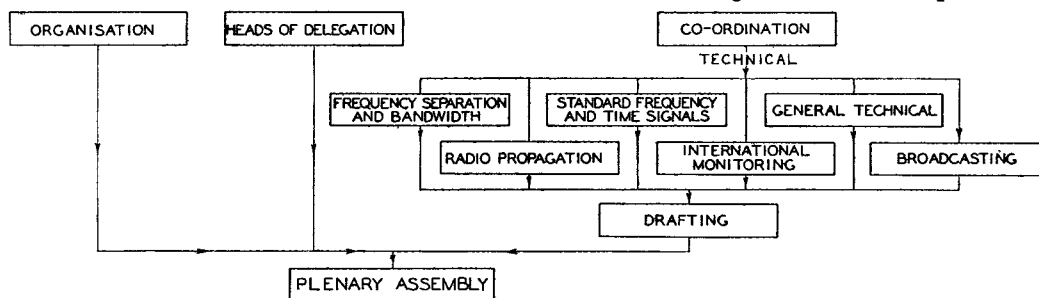 ORGANISATION
HEADS OF DELEGATION
CO-ORDINATION
TECHNICAL
FREQUENCY SEPARATION
AND BANDWIDTH
STANDARD FREQUENCY
AND TIME SIGNALS
GENERAL TECHNICAL
RADIO PROPAGATION
INTERNATIONAL
MONITORING
BROADCASTING
DRAFTING
PLENARY ASSEMBLY